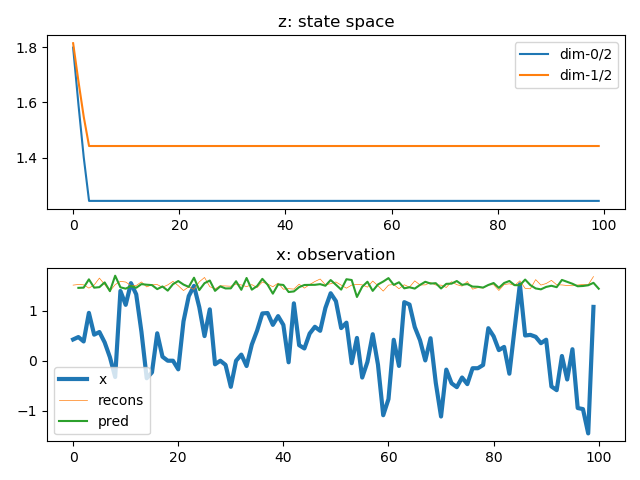 z: state space
1.8
1.6
1.4
dim-0/2
dim-1/2
0 20 40 60 80 100
x: observation
1
0
−1
x
recons
pred
0 20 40 60 80 100